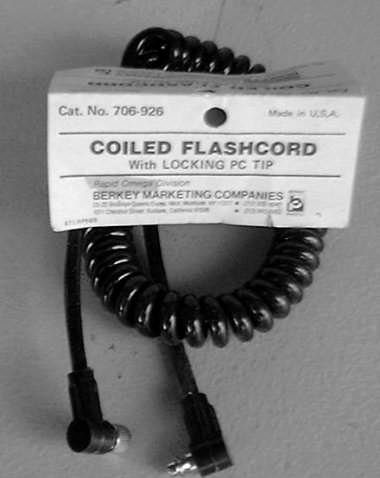 Cat. No. 706-926
Made in U.S.A.
COILED FLASHCORD
With LOCKING PC TIP
Rapid Omega Division
BERKEY MARKETING COMPANIES